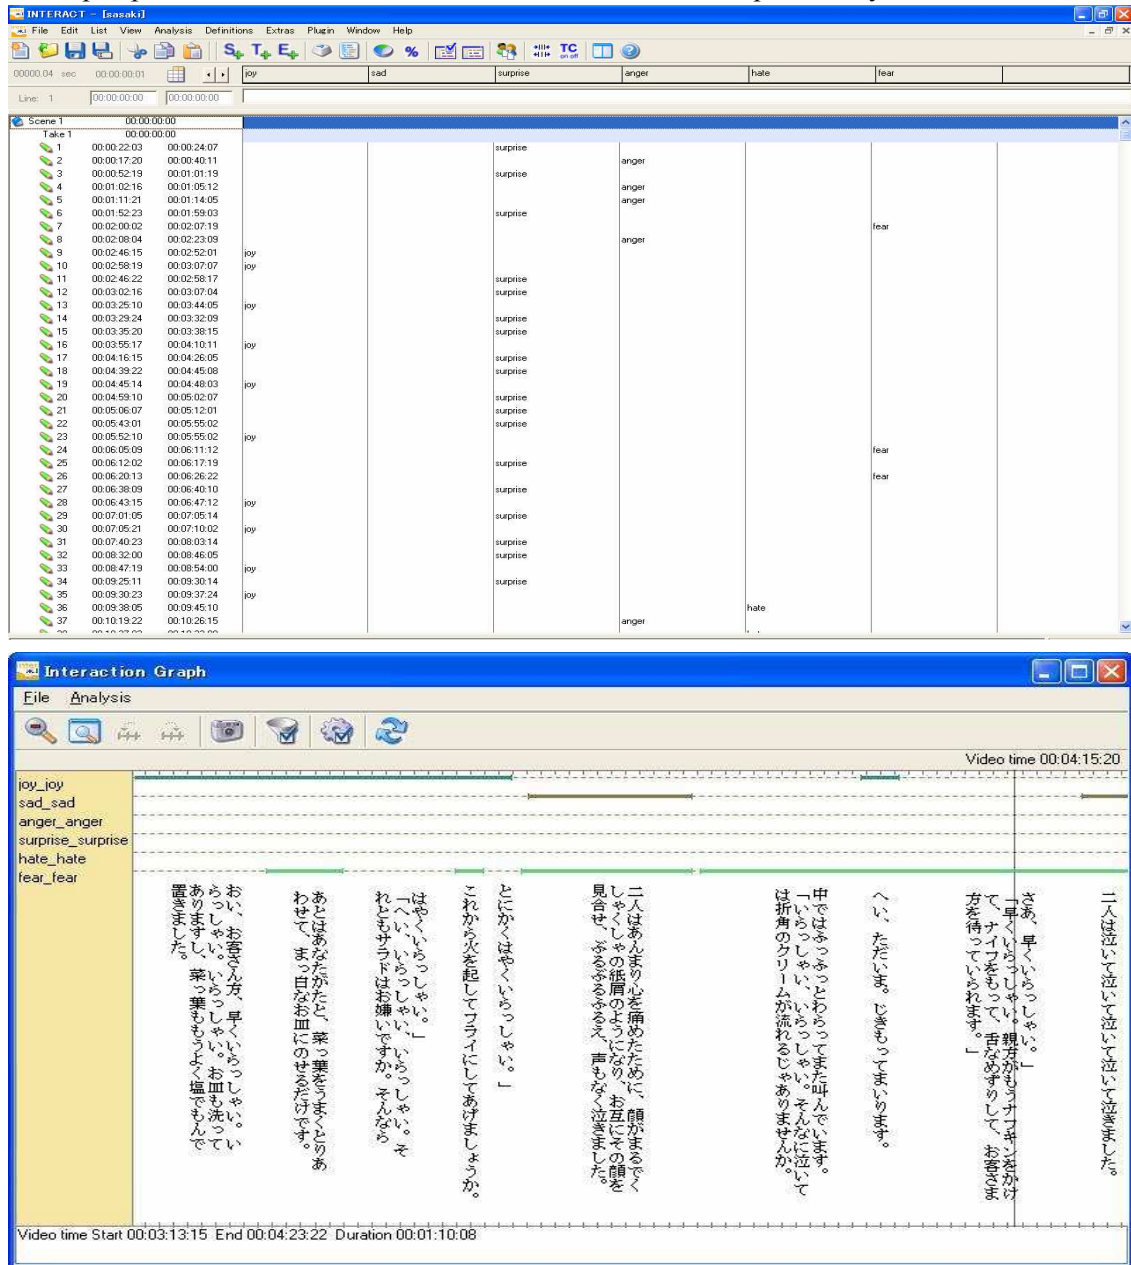 INTERACT - [sasaki]
File Edit List View Analysis Definitions Extras Plugin Window Help
S+ T+ E+ % TC on off
00000.04 sec 00:00:00:01 joy sad surprise anger hate fear
Line: 1 00:00:00:00 00:00:00:00
Scene 1 00:00:00:00
Take 1 00:00:00:00
1 00:00:22:03 00:00:24:07 surprise
2 00:00:17:20 00:00:40:11 anger
3 00:00:52:19 00:01:01:19 surprise
4 00:01:02:16 00:01:05:12 anger
5 00:01:11:21 00:01:14:05 anger
6 00:01:52:23 00:01:59:03 surprise
7 00:02:00:02 00:02:07:19 fear
8 00:02:08:04 00:02:23:09 anger
9 00:02:46:15 00:02:52:01 joy
10 00:02:58:19 00:03:07:07 joy
11 00:02:46:22 00:02:58:17 surprise
12 00:03:02:16 00:03:07:04 surprise
13 00:03:25:10 00:03:44:05 joy
14 00:03:29:24 00:03:32:09 surprise
15 00:03:35:20 00:03:38:15 surprise
16 00:03:55:17 00:04:10:11 joy
17 00:04:16:15 00:04:26:05 surprise
18 00:04:39:22 00:04:45:08 surprise
19 00:04:45:14 00:04:48:03 joy
20 00:04:59:10 00:05:02:07 surprise
21 00:05:06:07 00:05:12:01 surprise
22 00:05:43:01 00:05:55:02 surprise
23 00:05:52:10 00:05:55:02 joy
24 00:06:05:09 00:06:11:12 fear
25 00:06:12:02 00:06:17:19 surprise
26 00:06:20:13 00:06:26:22 fear
27 00:06:38:09 00:06:40:10 surprise
28 00:06:43:15 00:06:47:12 joy
29 00:07:01:05 00:07:05:14 surprise
30 00:07:05:21 00:07:10:02 joy
31 00:07:40:23 00:08:03:14 surprise
32 00:08:32:00 00:08:46:05 surprise
33 00:08:47:19 00:08:54:00 joy
34 00:09:25:11 00:09:30:14 surprise
35 00:09:30:23 00:09:37:24 joy
36 00:09:38:05 00:09:45:10 hate
37 00:10:19:22 00:10:26:15 anger
Interaction Graph
File Analysis
Video time 00:04:15:20
joy_joy
sad_sad
anger_anger
surprise_surprise
hate_hate
fear_fear
おい、お客さん方、早くいらっしゃい。い
らっしゃい。いらっしゃい。お皿も洗って
ありますし、菜っ葉ももうよく塩でもんで
置きました。
あとはあなたがたと、菜っ葉をうまくとりあ
わせて、まっ白なお皿にのせるだけです。
はやくいらっしゃい。」
「へい、いらっしゃい、いらっしゃい。そ
れともサラドはお嫌いですか。そんなら
これから火を起してフライにしてあげましょうか。
とにかくはやくいらっしゃい。」
二人はあんまり心を痛めたために、顔がまるでく
しゃくしゃの紙屑のようになり、お互にその顔を
見合せ、ぶるぶるふるえ、声もなく泣きました。
中ではふっふっとわらってまた叫んでいます。
「いらっしゃい、いらっしゃい。そんなに泣いて
は折角のクリームが流れるじゃありませんか。
へい、ただいま。じきもってまいります。
さあ、早くいらっしゃい。」
「早くいらっしゃい。親方がもうナフキンをかけ
て、ナイフをもって、舌なめずりして、お客さま
方を待っていられます。」
二人は泣いて泣いて泣いて泣いて泣きました。
Video time Start 00:03:13:15 End 00:04:23:22 Duration 00:01:10:08